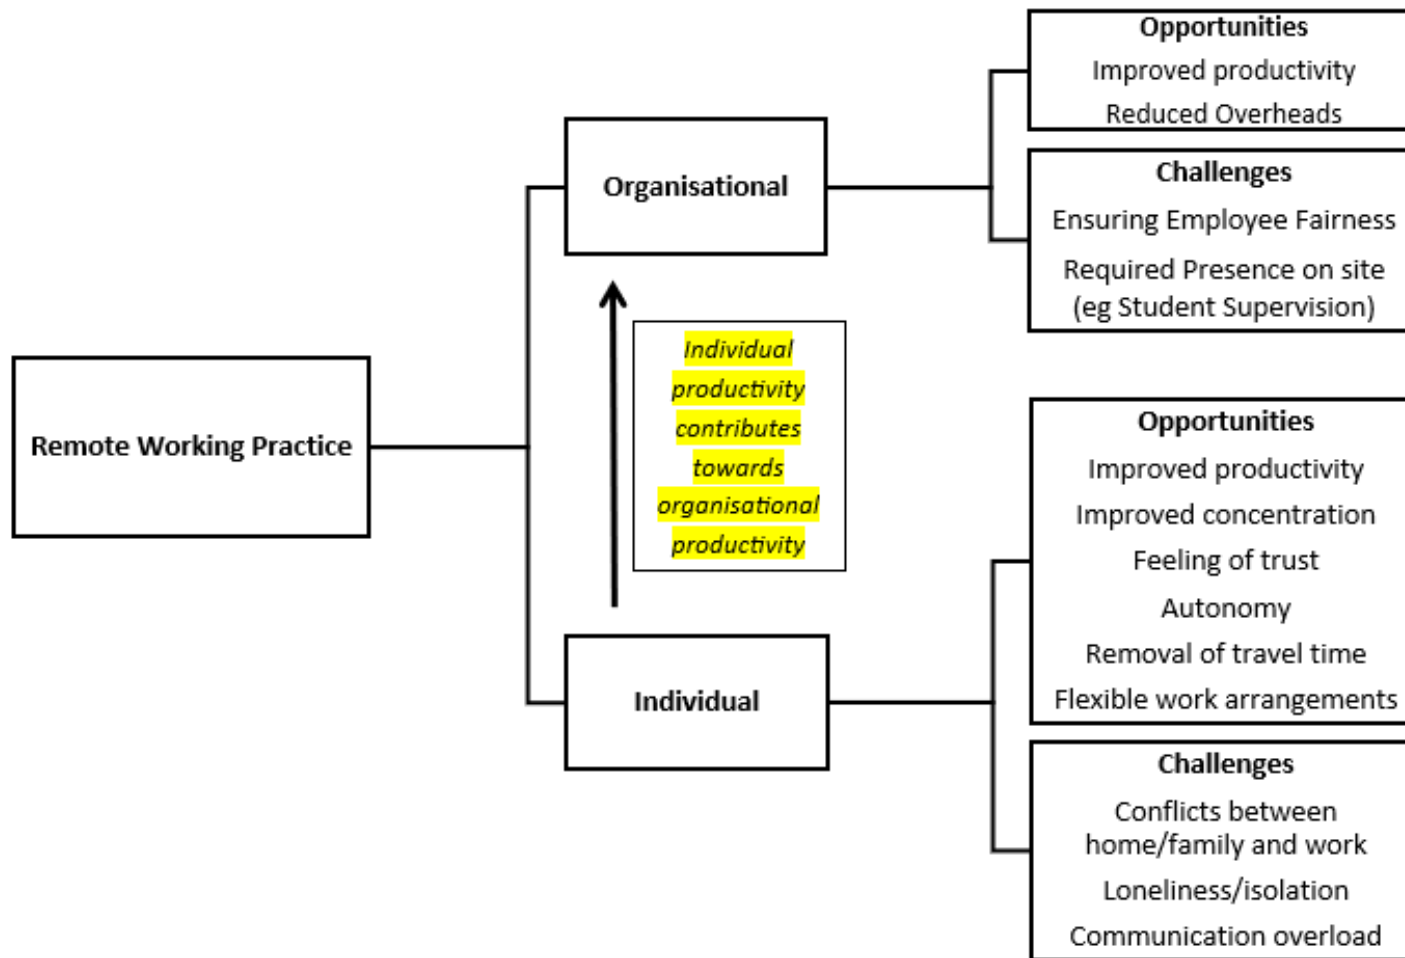 Opportunities
Improved productivity
Reduced Overheads
Organisational
Challenges
Ensuring Employee Fairness
Required Presence on site
(eg Student Supervision)
Individual
productivity
contributes
towards
organisational
productivity
Remote Working Practice
Opportunities
Improved productivity
Improved concentration
Feeling of trust
Autonomy
Removal of travel time
Flexible work arrangements
Individual
Challenges
Conflicts between
home/family and work
Loneliness/isolation
Communication overload